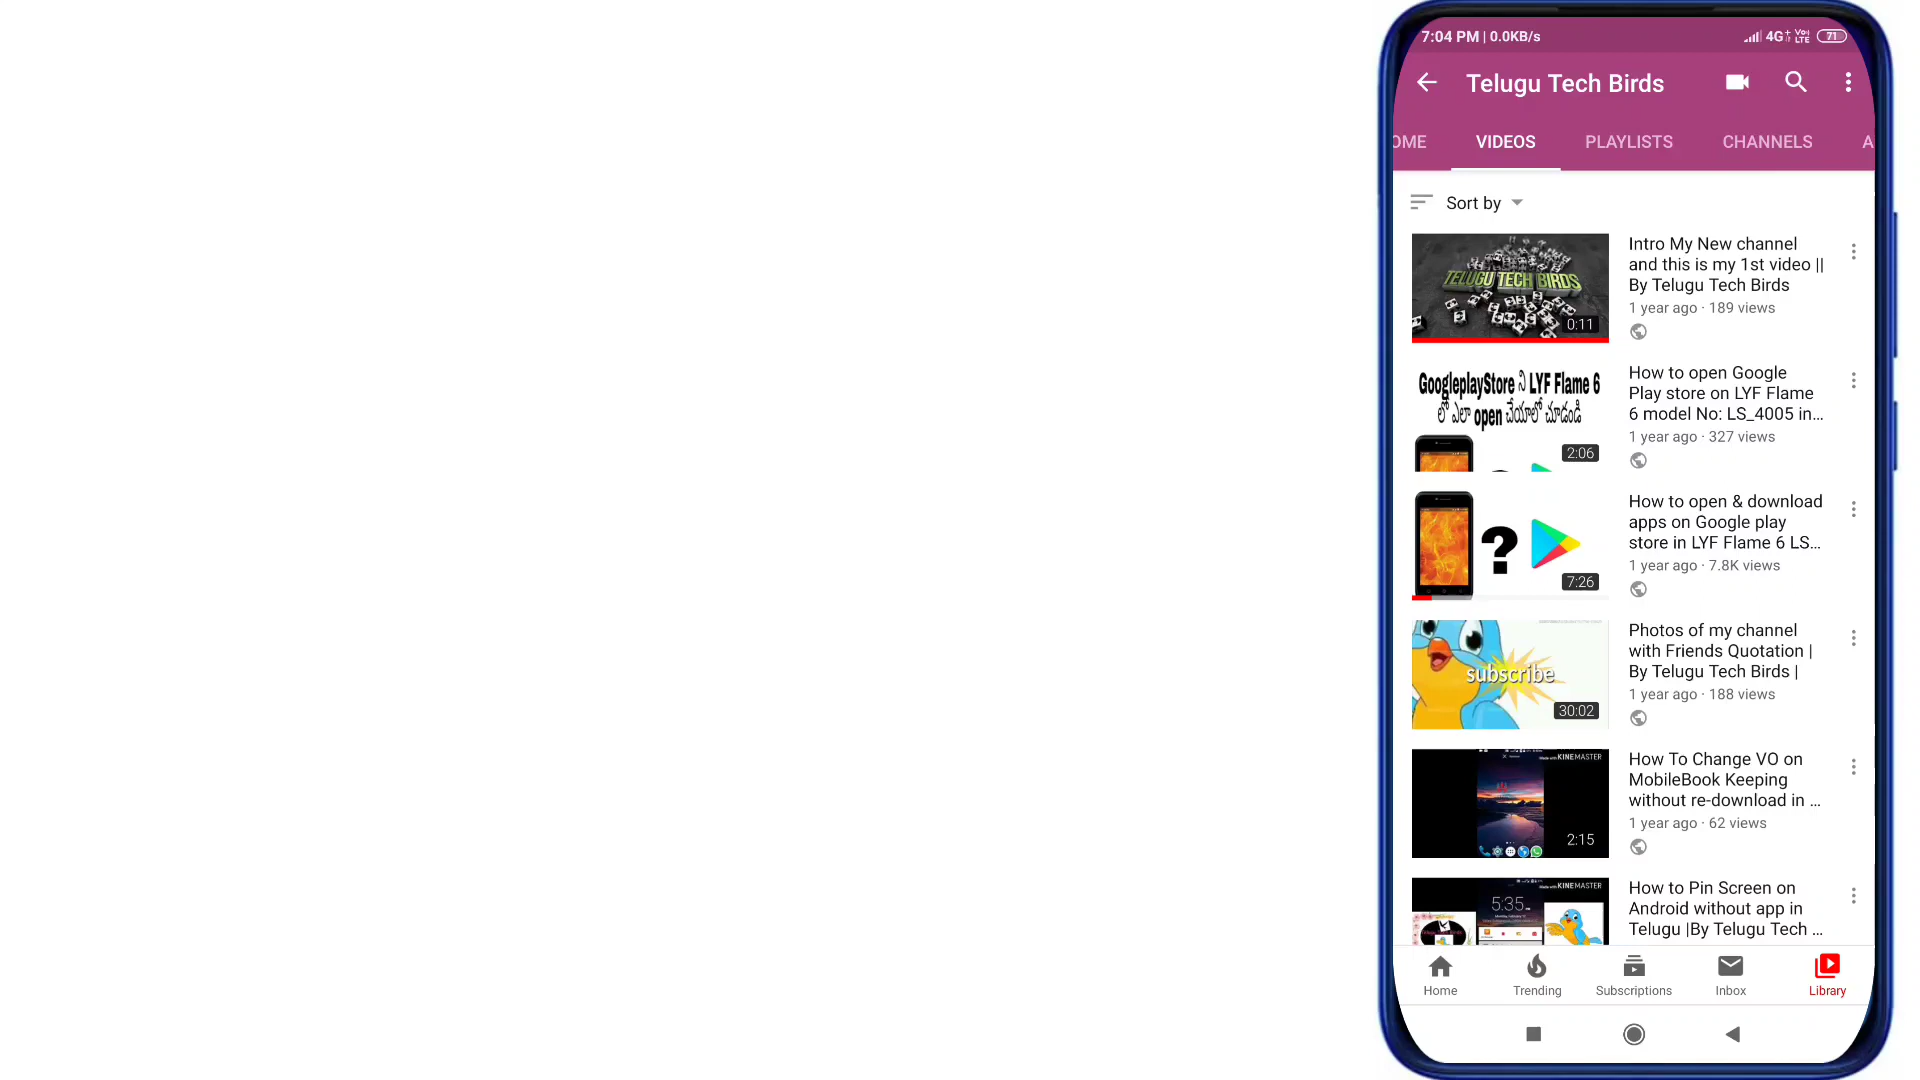 7:04 PM | 0.0KB/s
4G+ Vo) LTE 71
Telugu Tech Birds
OME VIDEOS PLAYLISTS CHANNELS A
Sort by
TELUGU TECH BIRDS
0:11
Intro My New channel
and this is my 1st video ||
By Telugu Tech Birds
1 year ago · 189 views
GoogleplayStore ని LYF Flame 6
లో ఎలా open చేయాలో చూడండి
2:06
How to open Google
Play store on LYF Flame
6 model No: LS_4005 in...
1 year ago · 327 views
?
7:26
How to open & download
apps on Google play
store in LYF Flame 6 LS...
1 year ago · 7.8K views
subscribe
30:02
Photos of my channel
with Friends Quotation |
By Telugu Tech Birds |
1 year ago · 188 views
Made with KINEMASTER
2:15
How To Change VO on
MobileBook Keeping
without re-download in ...
1 year ago · 62 views
Made with KINEMASTER
5:35
How to Pin Screen on
Android without app in
Telugu |By Telugu Tech ...
Home Trending Subscriptions Inbox Library